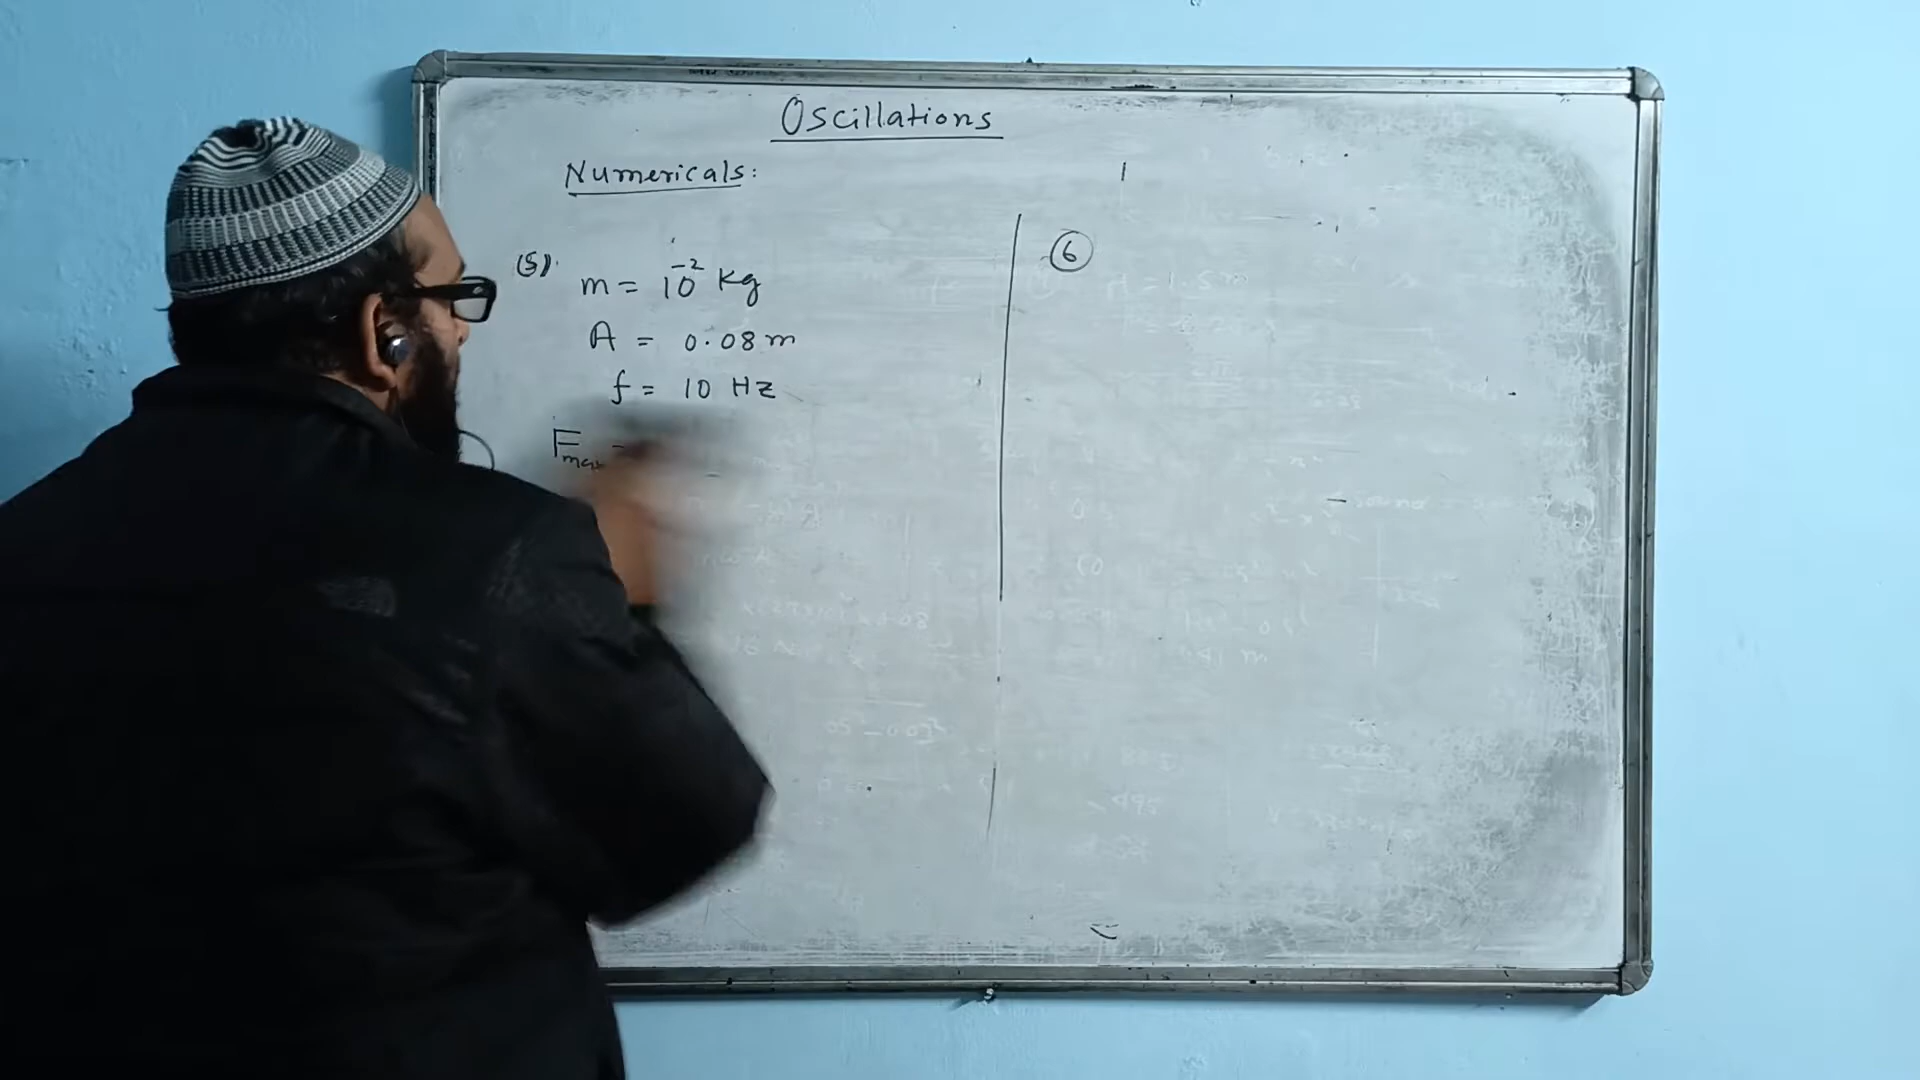 Oscillations
Numericals:
(5).
m = 10⁻² Kg
A = 0.08 m
f = 10 Hz
Fmax =
6